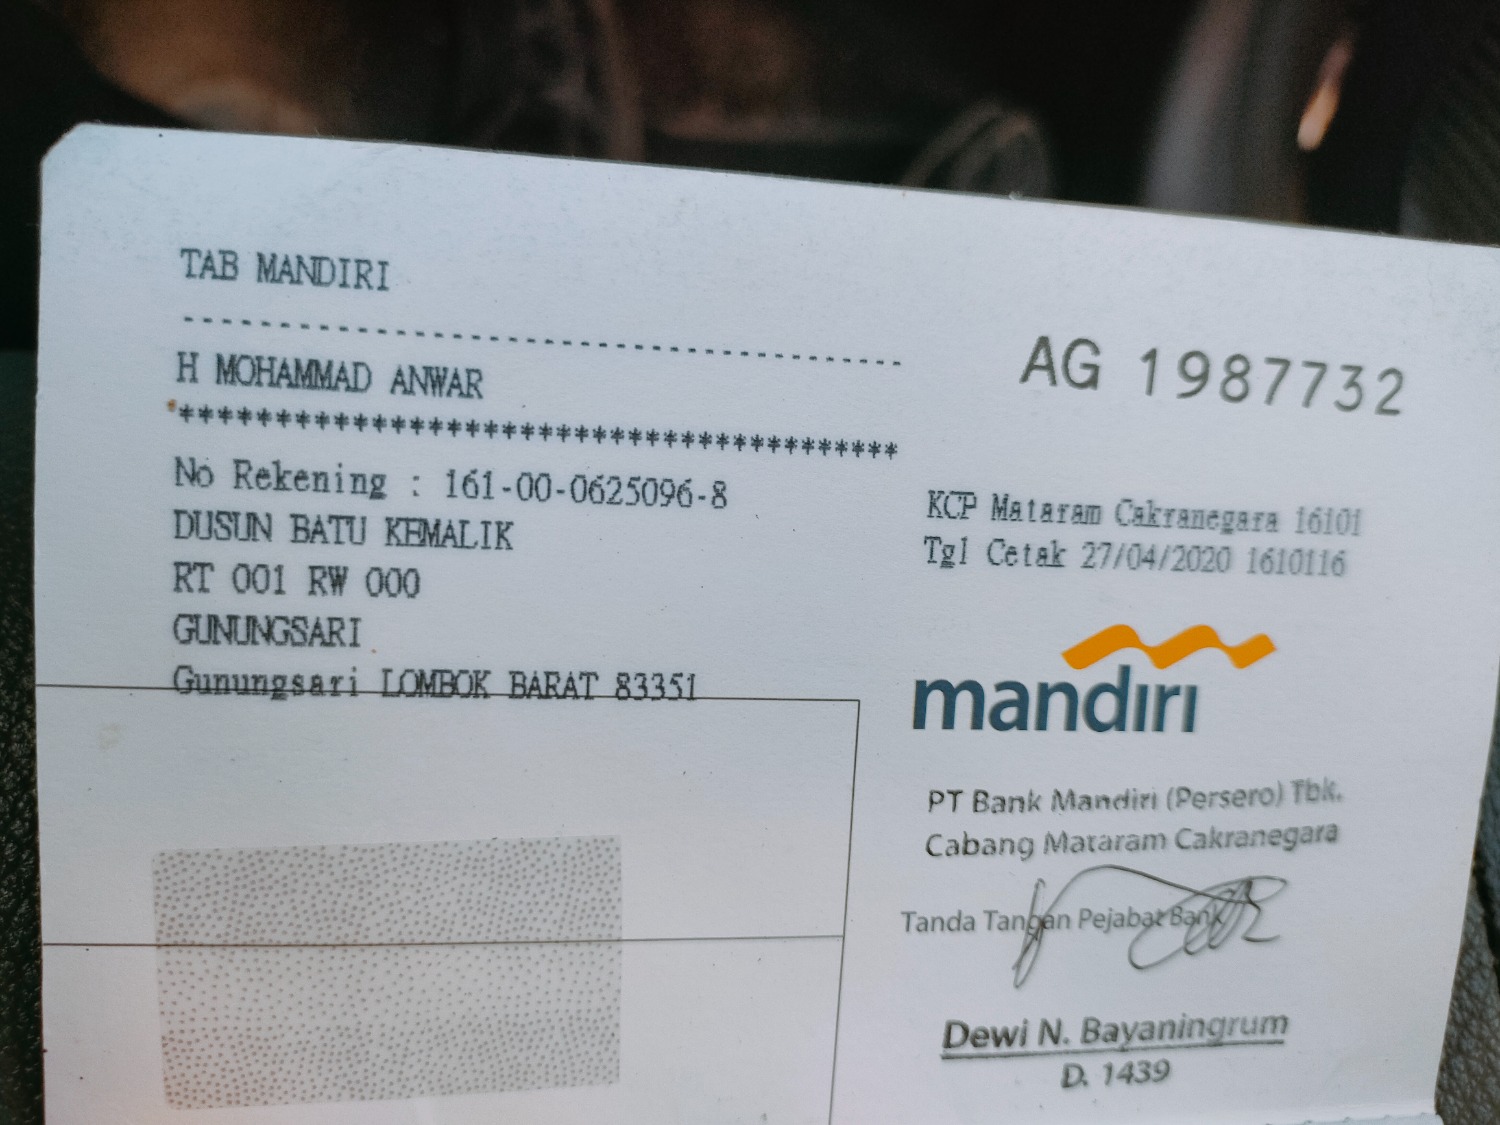 TAB MANDIRI
---------------------------------------
H MOHAMMAD ANWAR
***************************************
No Rekening : 161-00-0625096-8
DUSUN BATU KEMALIK
RT 001 RW 000
GUNUNGSARI
Gunungsari LOMBOK BARAT 83351
AG 1987732
KCP Mataram Cakranegara 16101
Tgl Cetak 27/04/2020 1610116
mandiri
PT Bank Mandiri (Persero) Tbk.
Cabang Mataram Cakranegara
Tanda Tangan Pejabat Bank
Dewi N. Bayaningrum
D. 1439